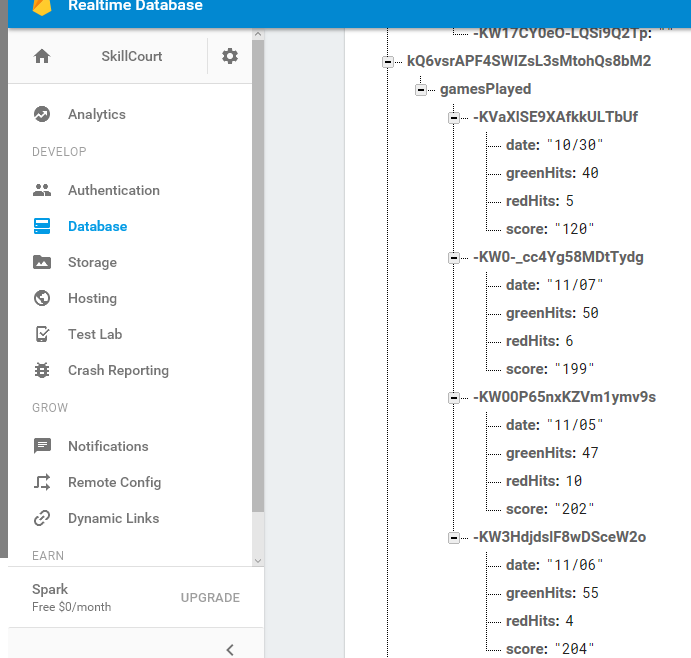 Realtime Database
SkillCourt
Analytics
DEVELOP
Authentication
Database
Storage
Hosting
Test Lab
Crash Reporting
GROW
Notifications
Remote Config
Dynamic Links
EARN
Spark
Free $0/month
UPGRADE
-KW17CY0eO-LQSi9Q2Tp: ""
kQ6vsrAPF4SWIZsL3sMtohQs8bM2
gamesPlayed
-KVaXISE9XAfkkULTbUf
date: "10/30"
greenHits: 40
redHits: 5
score: "120"
-KW0-_cc4Yg58MDtTydg
date: "11/07"
greenHits: 50
redHits: 6
score: "199"
-KW00P65nxKZVm1ymv9s
date: "11/05"
greenHits: 47
redHits: 10
score: "202"
-KW3HdjdslF8wDSceW2o
date: "11/06"
greenHits: 55
redHits: 4
score: "204"